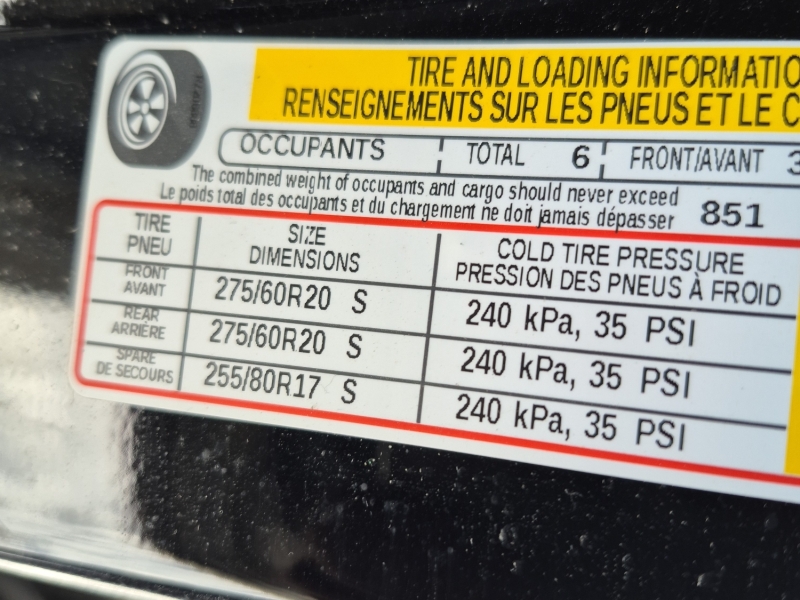 TIRE AND LOADING INFORMATIO
RENSEIGNEMENTS SUR LES PNEUS ET LE C
OCCUPANTS TOTAL 6 FRONT/AVANT 3
The combined weight of occupants and cargo should never exceed
Le poids total des occupants et du chargement ne doit jamais dépasser 851
TIRE SIZE COLD TIRE PRESSURE
PNEU DIMENSIONS PRESSION DES PNEUS À FROID
FRONT
AVANT 275/60R20 S 240 kPa, 35 PSI
REAR
ARRIÈRE 275/60R20 S 240 kPa, 35 PSI
SPARE
DE SECOURS 255/80R17 S 240 kPa, 35 PSI